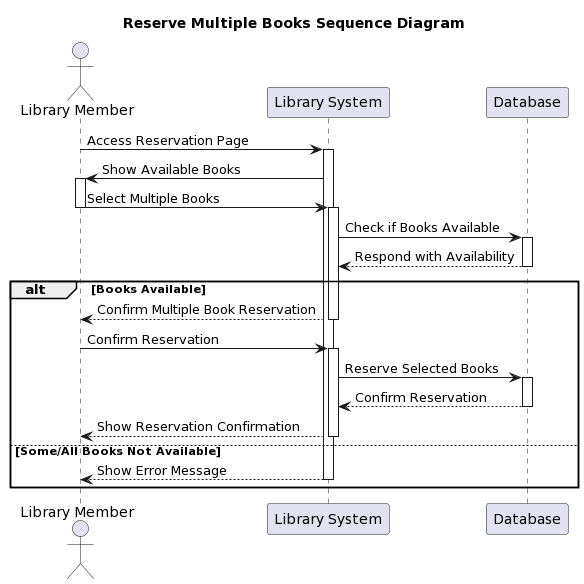 Reserve Multiple Books Sequence Diagram
Library Member
Library System
Database
Access Reservation Page
Show Available Books
Select Multiple Books
Check if Books Available
Respond with Availability
alt
[Books Available]
Confirm Multiple Book Reservation
Confirm Reservation
Reserve Selected Books
Confirm Reservation
Show Reservation Confirmation
[Some/All Books Not Available]
Show Error Message
Library Member
Library System
Database